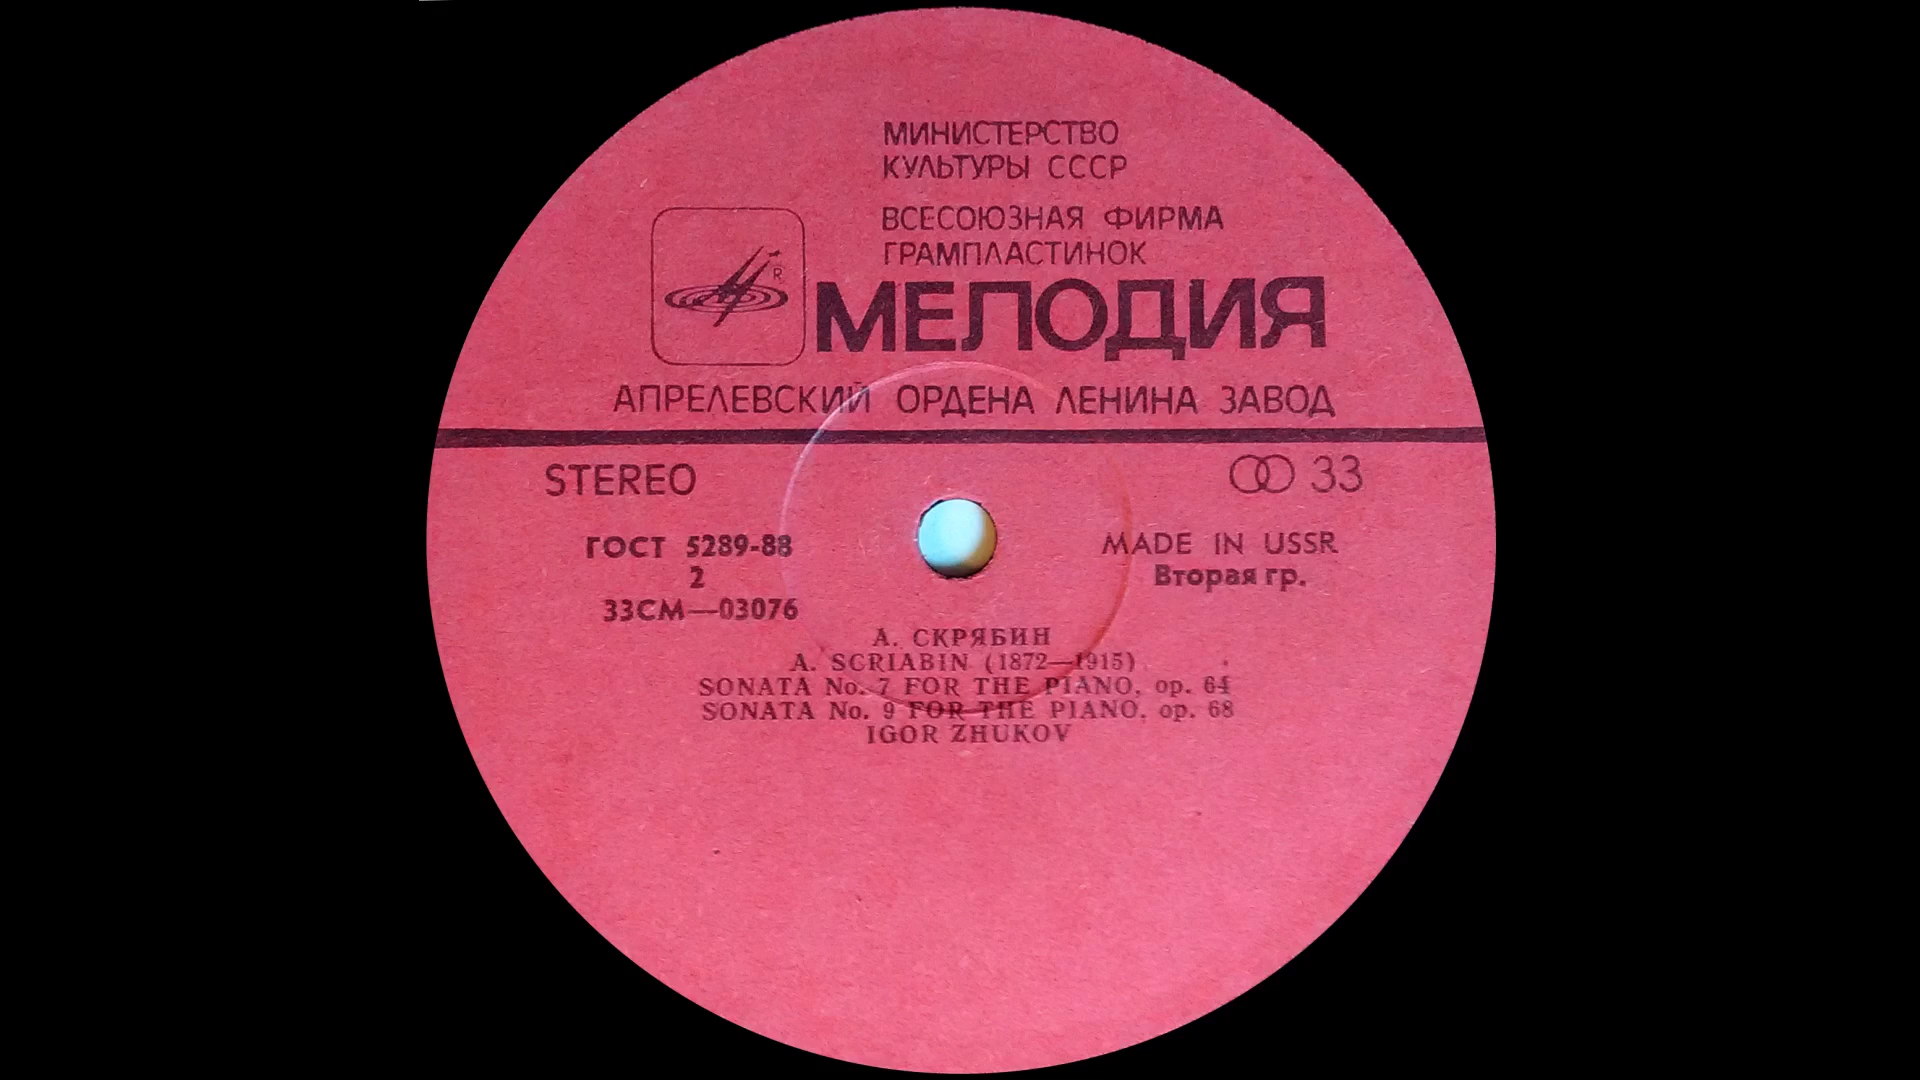 МИНИСТЕРСТВО
КУЛЬТУРЫ СССР
ВСЕСОЮЗНАЯ ФИРМА
ГРАМПЛАСТИНОК
МЕЛОДИЯ
R
АПРЕЛЕВСКИЙ ОРДЕНА ЛЕНИНА ЗАВОД
STEREO
33
ГОСТ 5289-88
2
33СМ—03076
MADE IN USSR
Вторая гр.
А. СКРЯБИН
A. SCRIABIN (1872—1915)
SONATA No. 7 FOR THE PIANO, op. 64
SONATA No. 9 FOR THE PIANO, op. 68
IGOR ZHUKOV